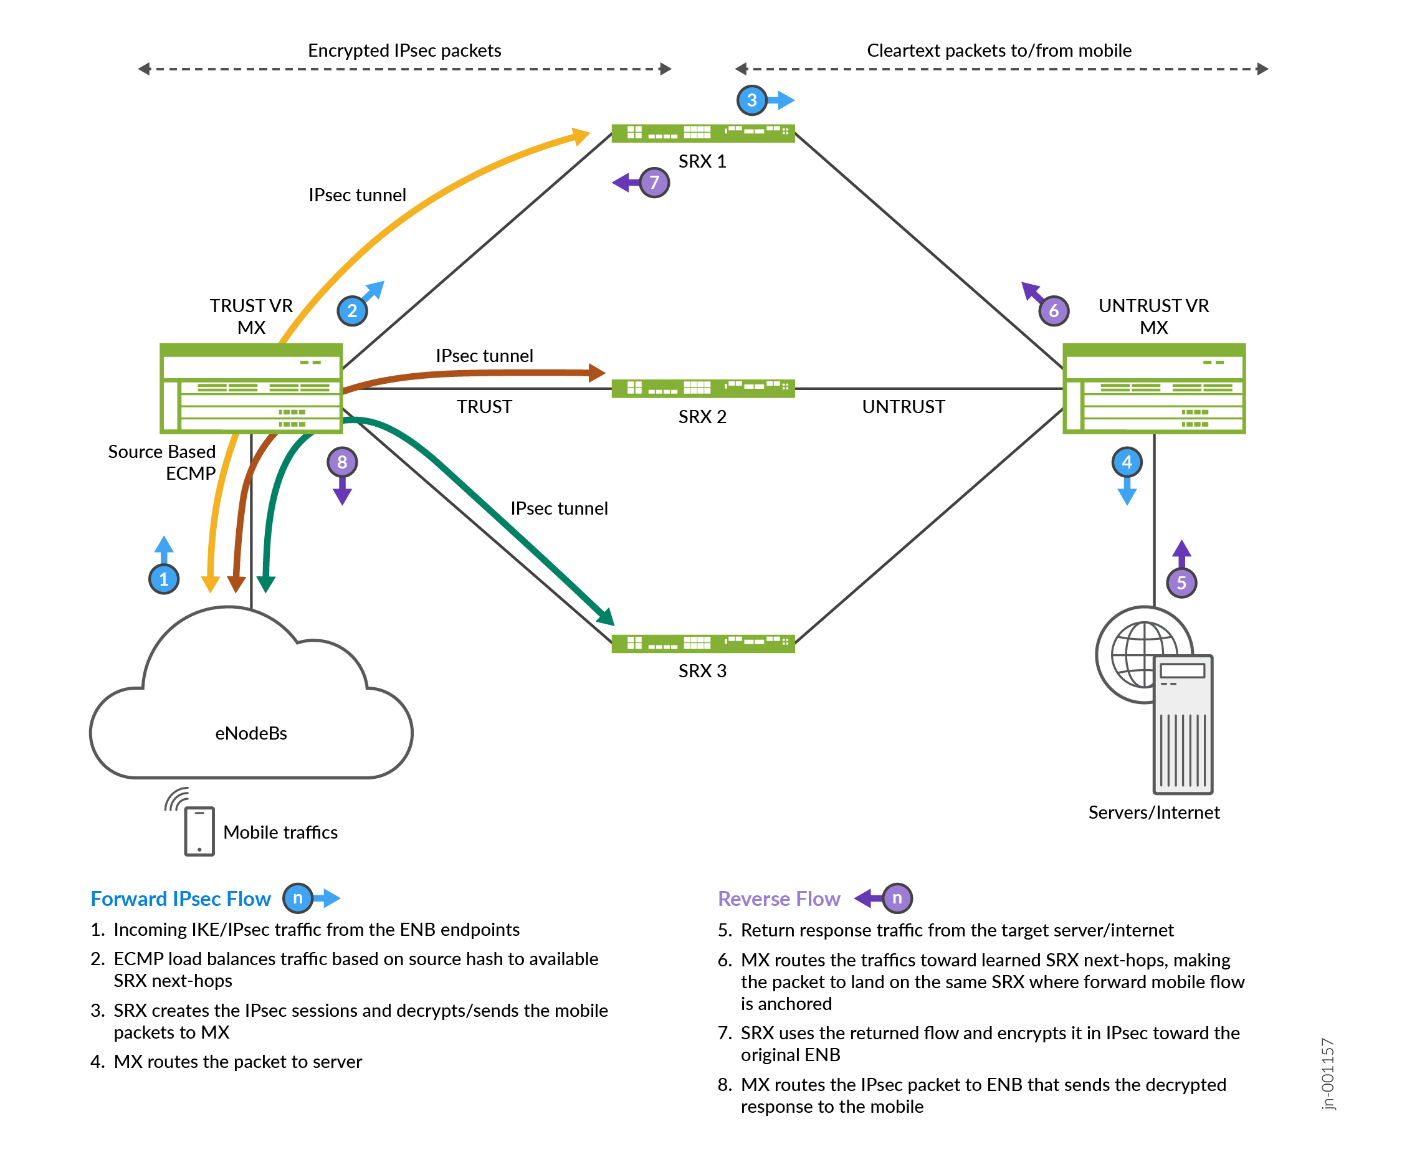 Encrypted IPsec packets
Cleartext packets to/from mobile
3
SRX 1
7
IPsec tunnel
2
6
TRUST VR
MX
UNTRUST VR
MX
IPsec tunnel
TRUST
SRX 2
UNTRUST
Source Based
ECMP
8
4
IPsec tunnel
1
5
SRX 3
eNodeBs
Servers/Internet
Mobile traffics
Forward IPsec Flow n
1. Incoming IKE/IPsec traffic from the ENB endpoints
2. ECMP load balances traffic based on source hash to available
SRX next-hops
3. SRX creates the IPsec sessions and decrypts/sends the mobile
packets to MX
4. MX routes the packet to server
Reverse Flow n
5. Return response traffic from the target server/internet
6. MX routes the traffics toward learned SRX next-hops, making
the packet to land on the same SRX where forward mobile flow
is anchored
7. SRX uses the returned flow and encrypts it in IPsec toward the
original ENB
8. MX routes the IPsec packet to ENB that sends the decrypted
response to the mobile
jn-001157